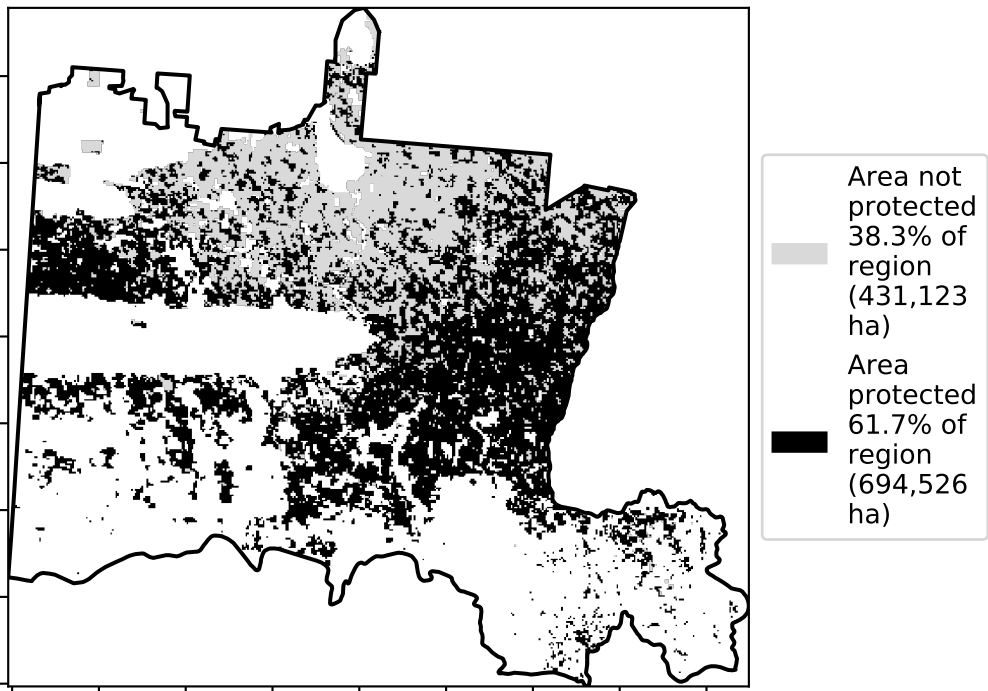 Area not
protected
38.3% of
region
(431,123
ha)
Area
protected
61.7% of
region
(694,526
ha)